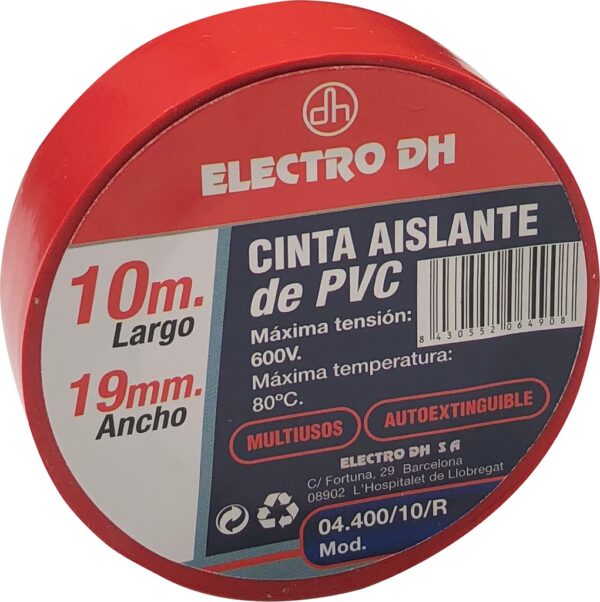 dh
ELECTRO DH
10m.
Largo
19mm.
Ancho
CINTA AISLANTE
de PVC
Máxima tensión:
600V.
Máxima temperatura:
80ºC.
8 430552 064908
MULTIUSOS
AUTOEXTINGUIBLE
ELECTRO DH S A
C/ Fortuna, 29 Barcelona
08902 L'Hospitalet de Llobregat
04.400/10/R
Mod.